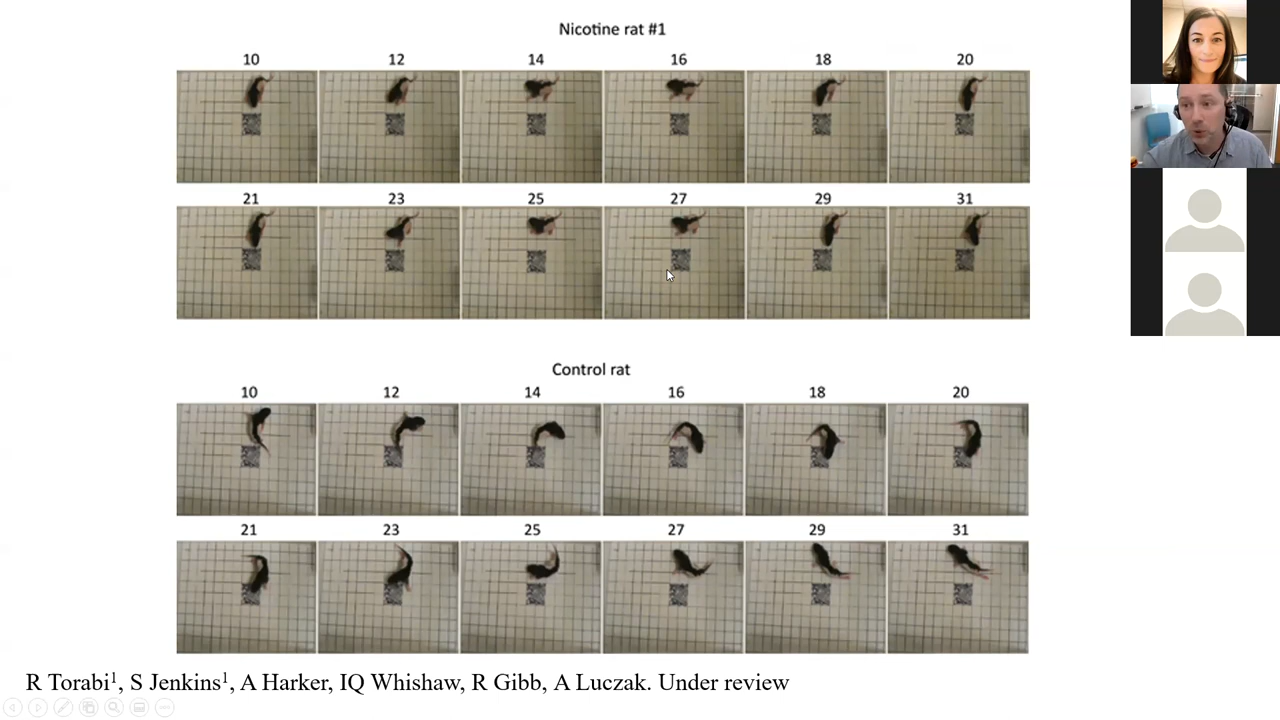 Nicotine rat #1
10 12 14 16 18 20
21 23 25 27 29 31
Control rat
10 12 14 16 18 20
21 23 25 27 29 31
R Torabi¹, S Jenkins¹, A Harker, IQ Whishaw, R Gibb, A Luczak. Under review